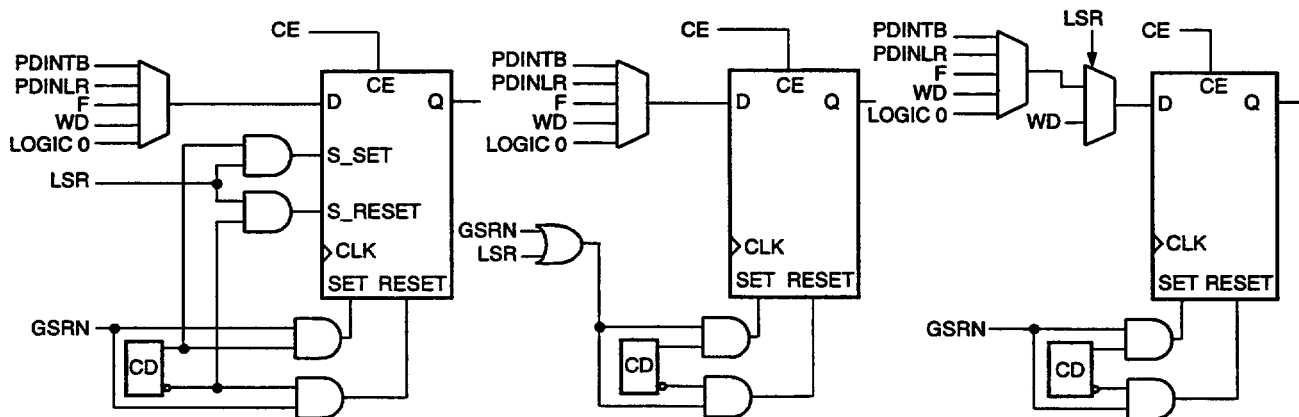 CE
PDINTB
PDINLR
F
WD
LOGIC 0
D
CE
Q
S_SET
LSR
S_RESET
CLK
SET RESET
GSRN
CD
CE
PDINTB
PDINLR
F
WD
LOGIC 0
D
CE
Q
GSRN
LSR
CLK
SET RESET
CD
LSR
CE
PDINTB
PDINLR
F
WD
LOGIC 0
WD
D
CE
Q
CLK
SET RESET
GSRN
CD